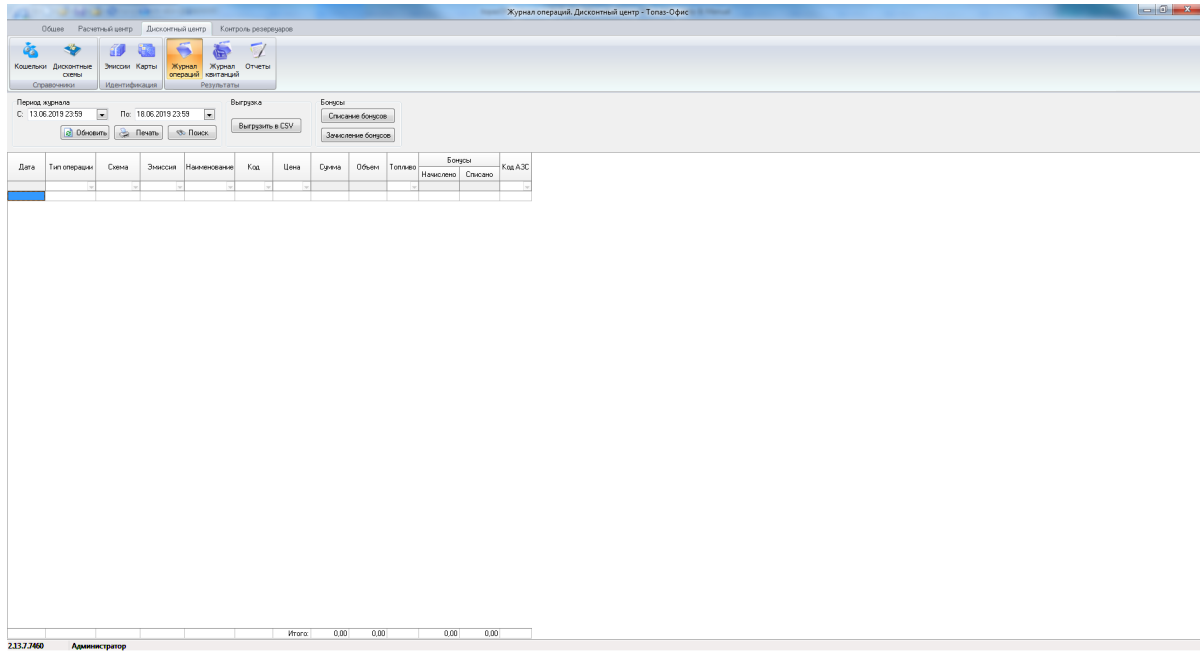 Журнал операций. Дисконтный центр - Топаз-Офис
Общее Расчетный центр Дисконтный центр Контроль резервуаров
Кошельки Дисконтные схемы Эмиссии Карты Журнал операций Журнал квитанций Отчеты
Справочники Идентификация Результаты
Период журнала Выгрузка Бонусы
С: 13.06.2019 23:59 По: 18.06.2019 23:59 Выгрузить в CSV Списание бонусов
Обновить Печать Поиск Зачисление бонусов
Дата Тип операции Схема Эмиссия Наименование Код Цена Сумма Объем Топливо Бонусы Код АЗС
Начислено Списано
Итого: 0,00 0,00 0,00 0,00
2.13.7.7460 Администратор